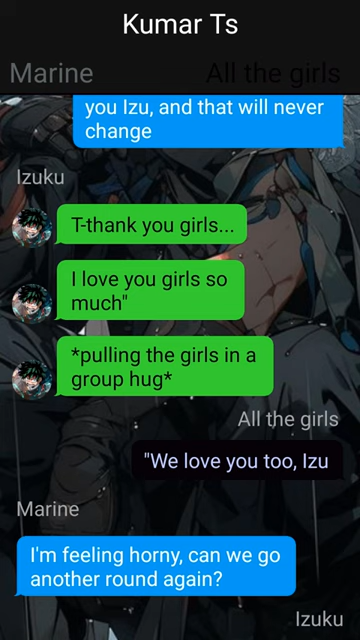 Kumar Ts
Marine All the girls
you Izu, and that will never
change
Izuku
T-thank you girls...
I love you girls so
much"
*pulling the girls in a
group hug*
All the girls
"We love you too, Izu
Marine
I'm feeling horny, can we go
another round again?
Izuku